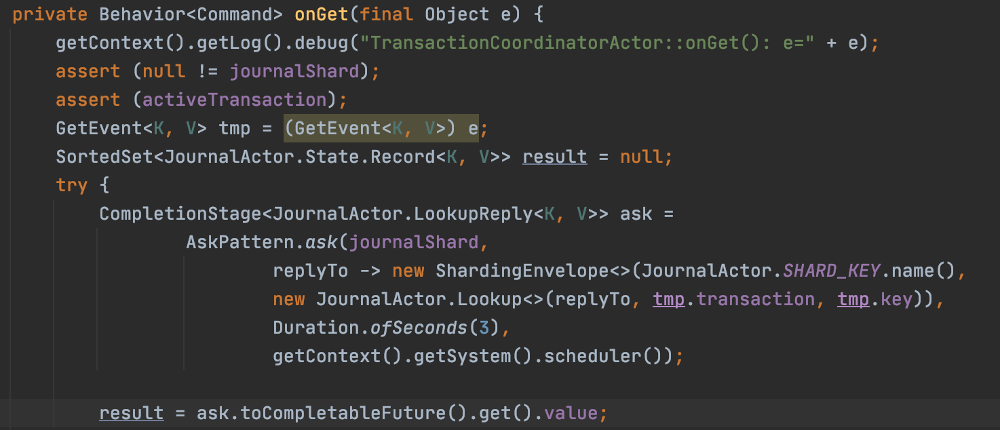 private Behavior<Command> onGet(final Object e) {
getContext().getLog().debug("TransactionCoordinatorActor::onGet(): e=" + e);
assert (null != journalShard);
assert (activeTransaction);
GetEvent<K, V> tmp = (GetEvent<K, V>) e;
SortedSet<JournalActor.State.Record<K, V>> result = null;
try {
CompletionStage<JournalActor.LookupReply<K, V>> ask =
AskPattern.ask(journalShard,
replyTo -> new ShardingEnvelope<>(JournalActor.SHARD_KEY.name(),
new JournalActor.Lookup<>(replyTo, tmp.transaction, tmp.key)),
Duration.ofSeconds(3),
getContext().getSystem().scheduler());
result = ask.toCompletableFuture().get().value;